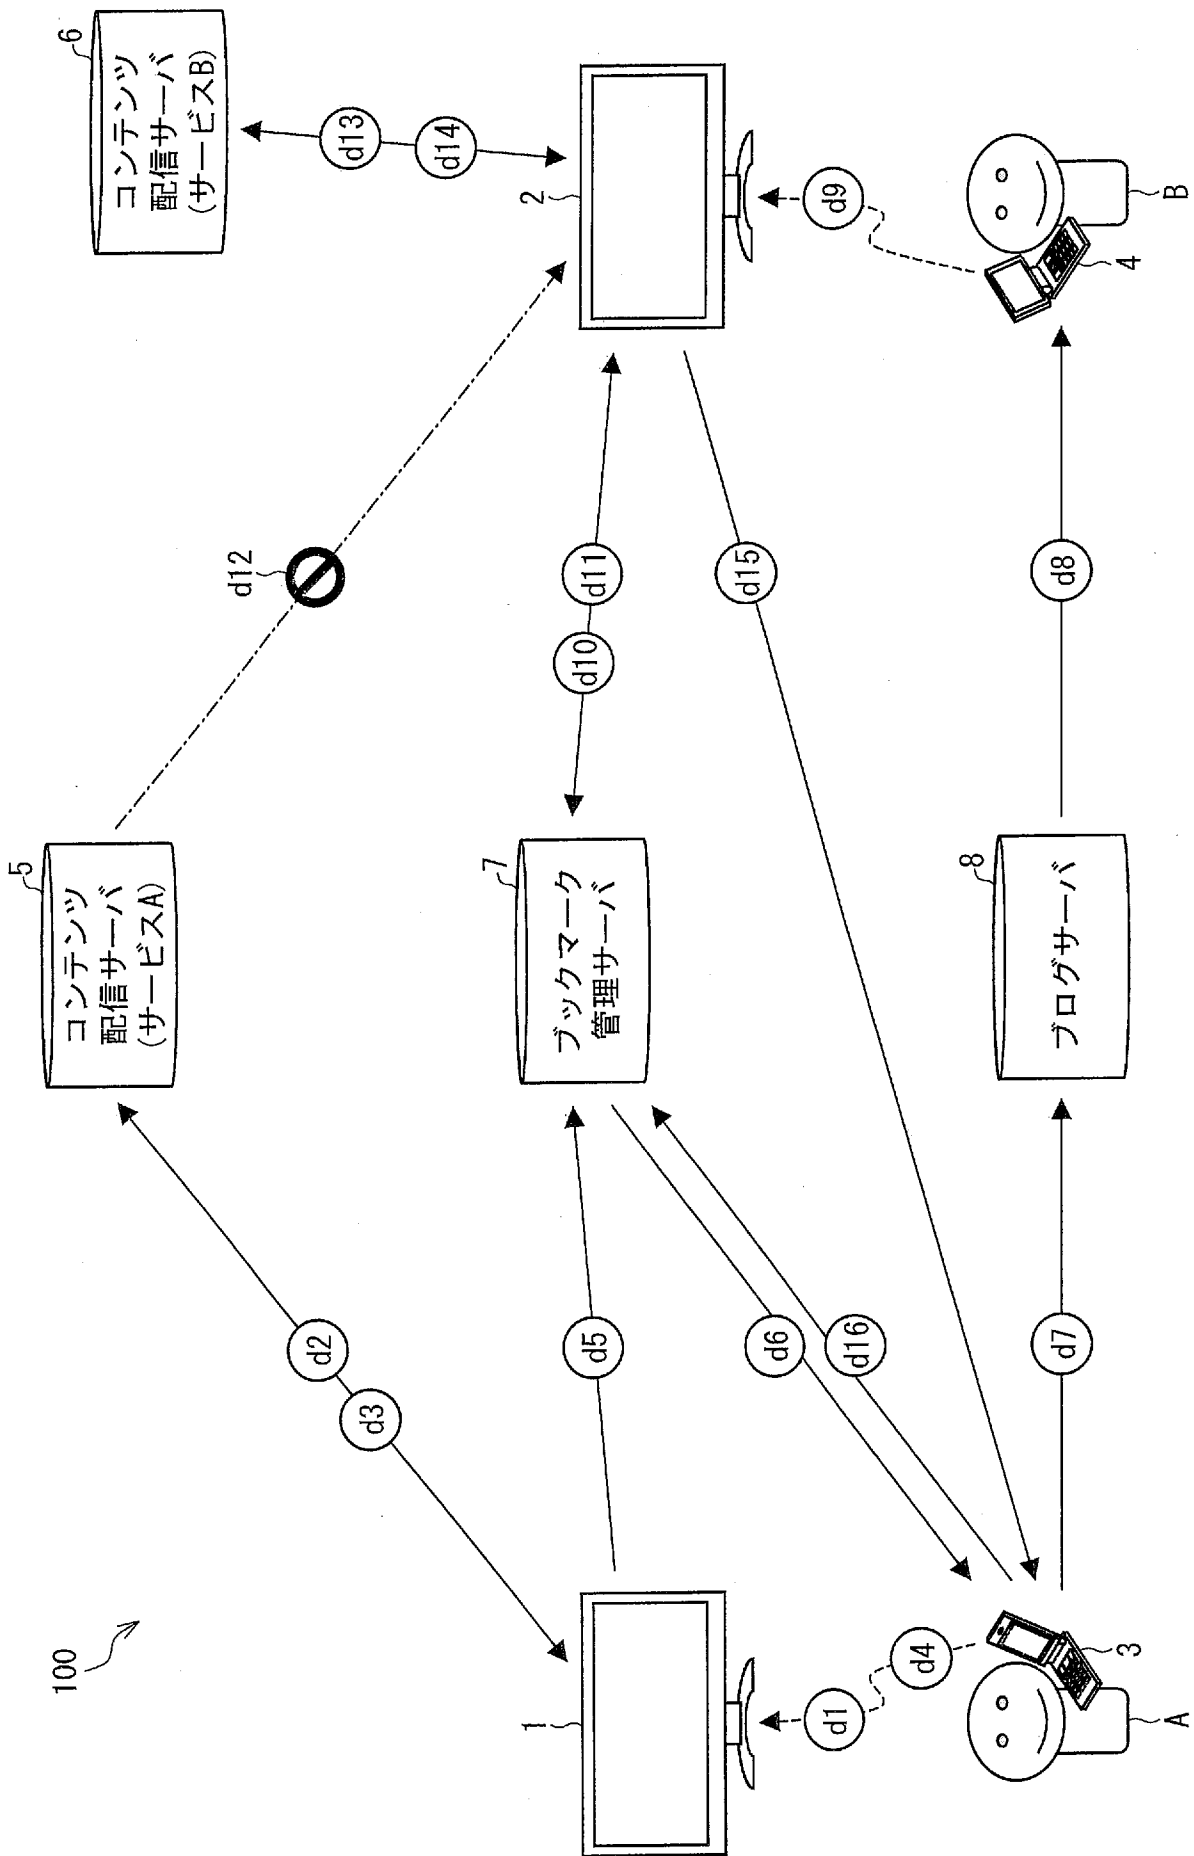 100
5
コンテンツ
配信サーバ
(サービスA)
6
コンテンツ
配信サーバ
(サービスB)
d12
d2
d3
d13
d14
1
7
ブックマーク
管理サーバ
2
d5
d10
d11
d1
d4
d6
d16
d15
d9
8
ブログサーバ
d7
d8
3
A
4
B